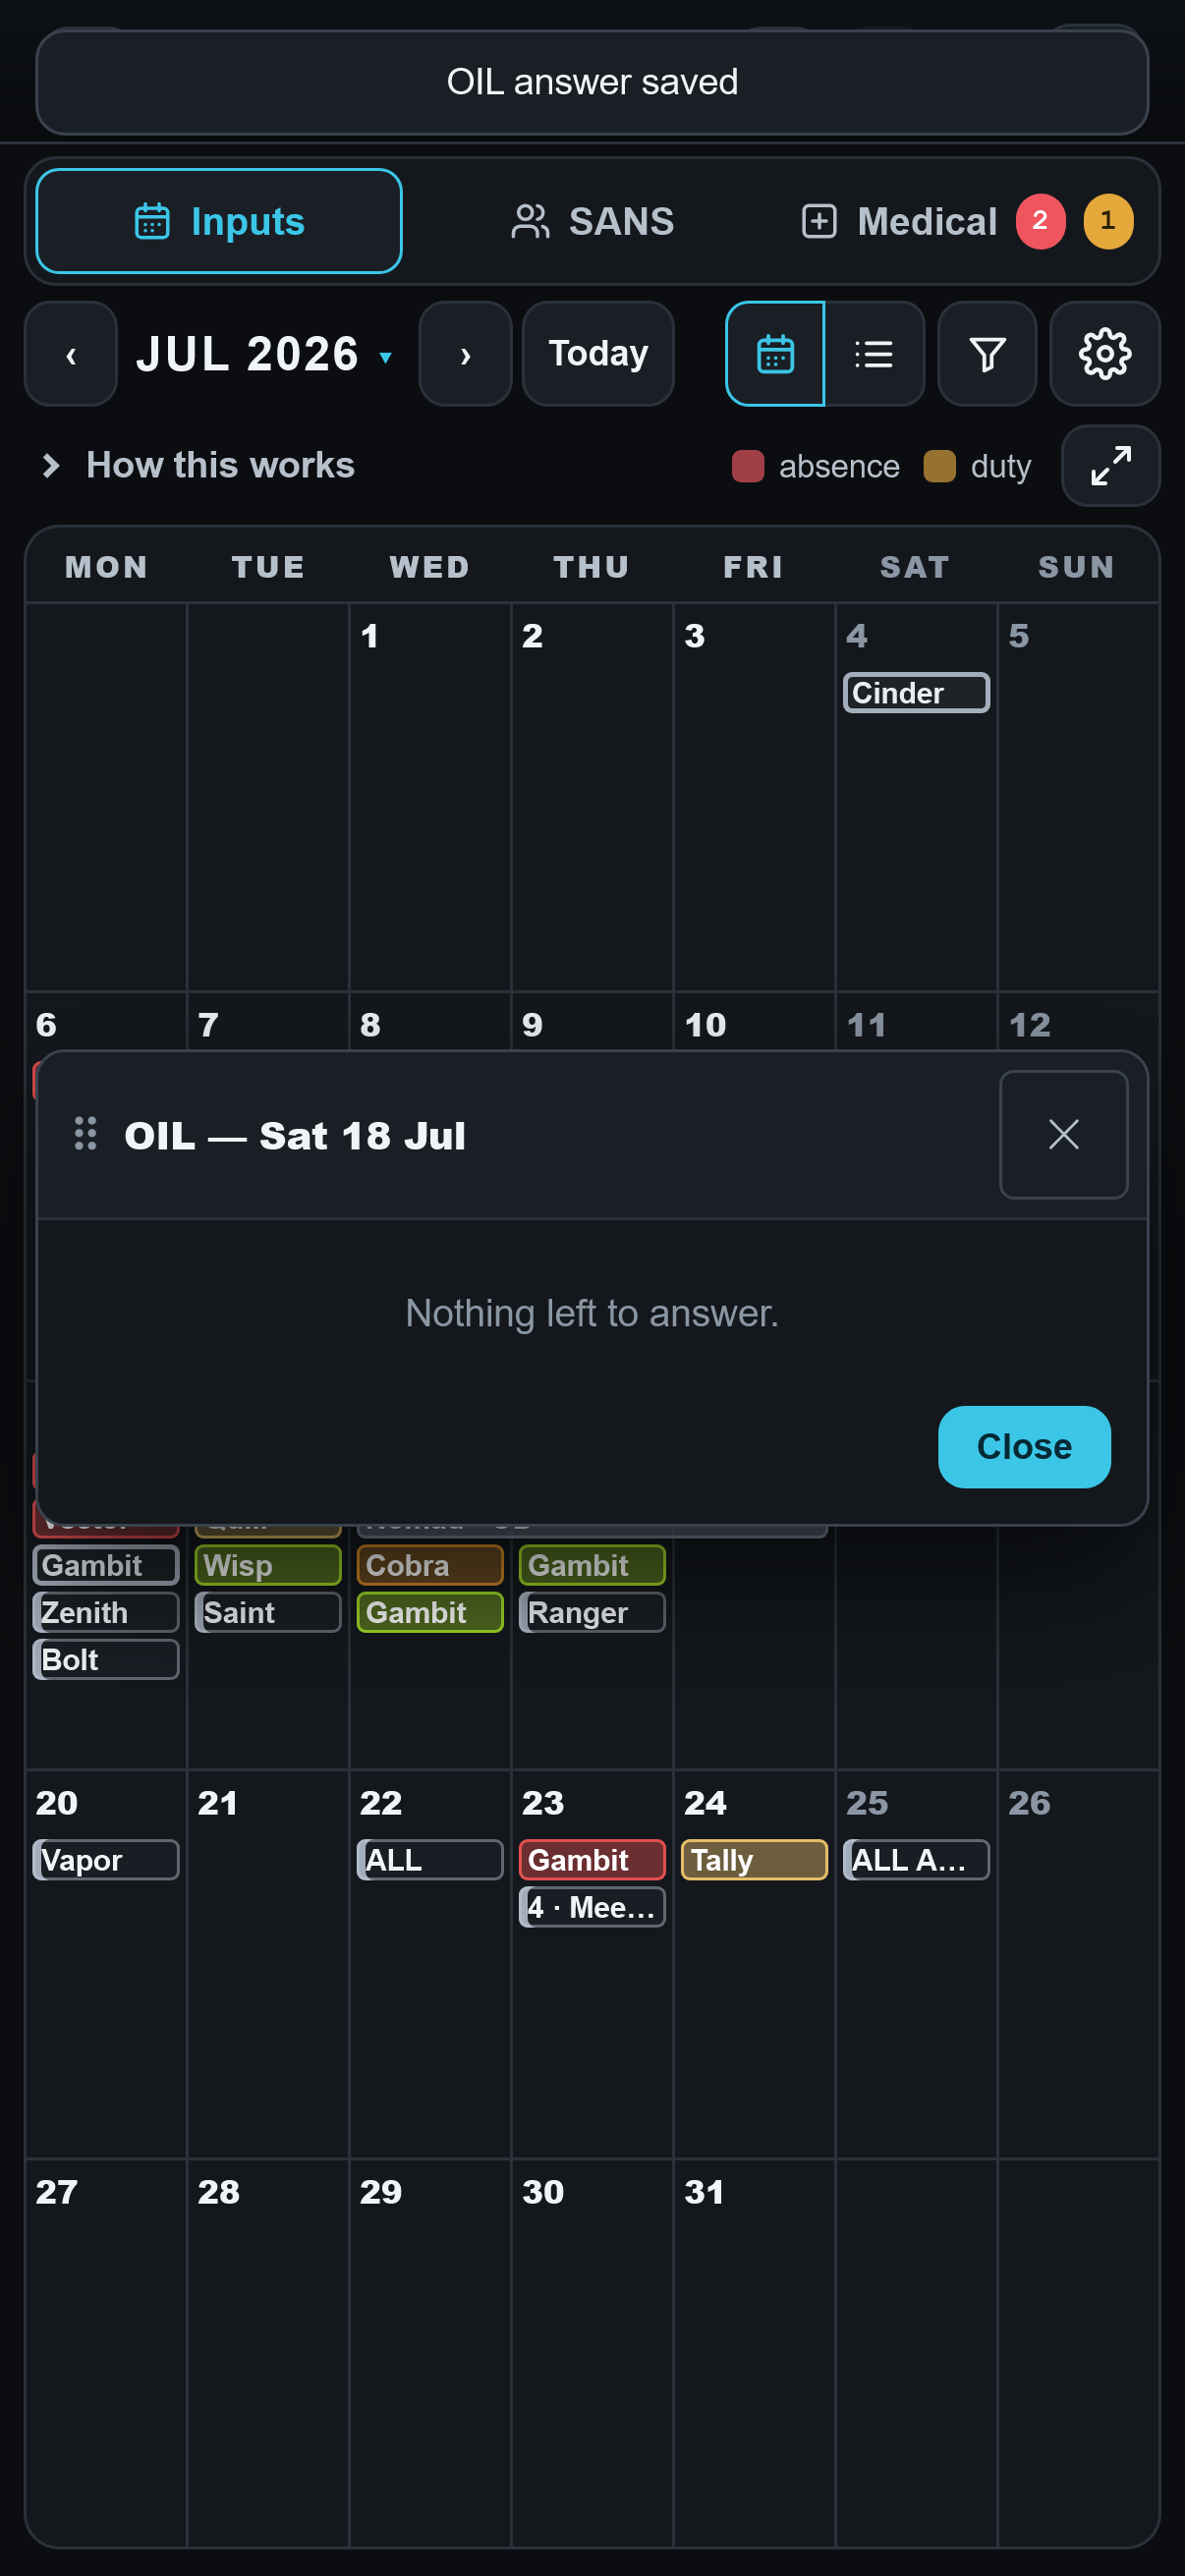 OIL answer saved
Inputs
SANS
Medical 2 1
‹ JUL 2026 ▾ › Today
How this works
absence duty
MON TUE WED THU FRI SAT SUN
1 2 3 4 5
Cinder
6 7 8 9 10 11 12
OIL — Sat 18 Jul
Nothing left to answer.
Close
Gambit Wisp Cobra Gambit
Zenith Saint Gambit Ranger
Bolt
20 21 22 23 24 25 26
Vapor ALL Gambit Tally ALL A...
4 · Mee...
27 28 29 30 31